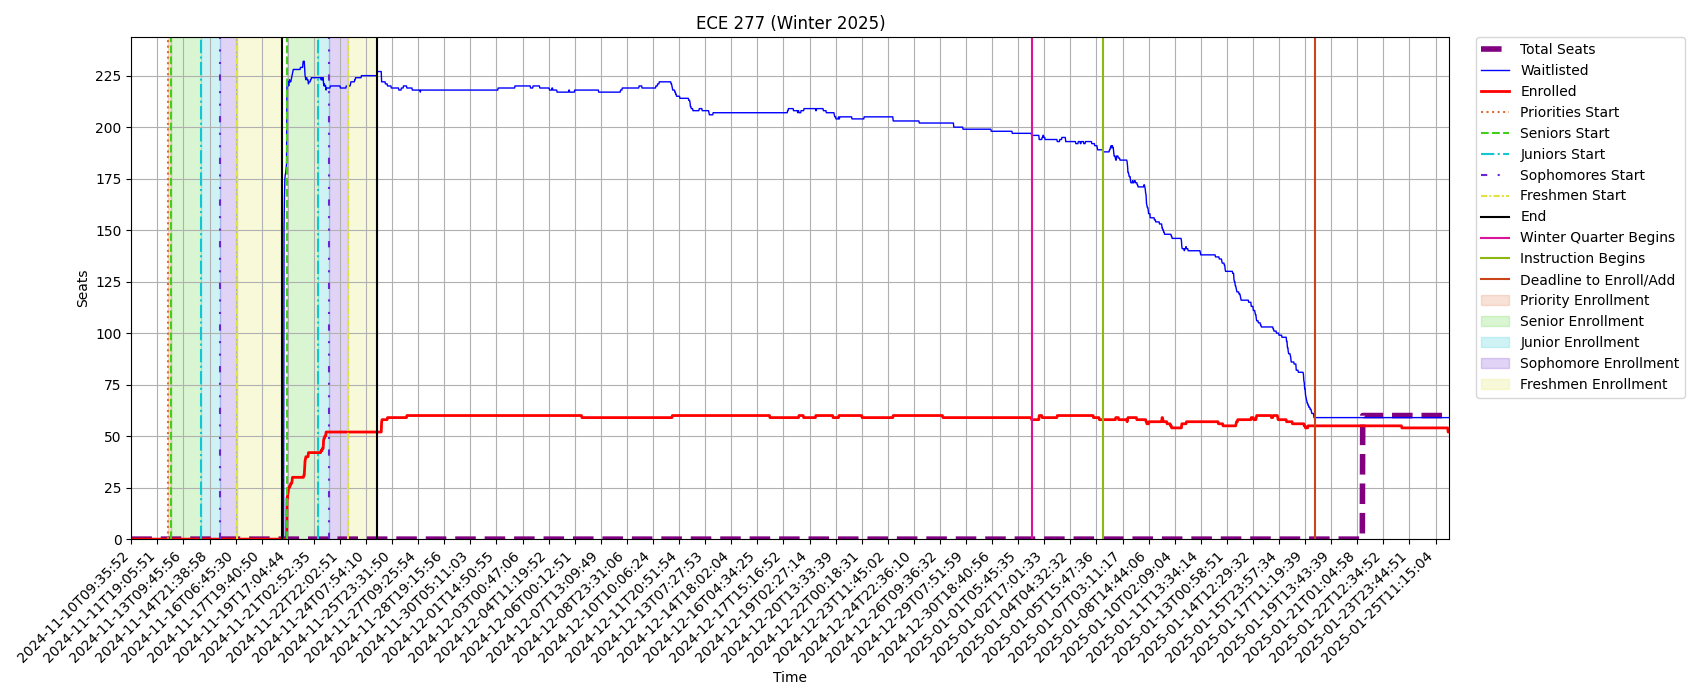 ECE 277 (Winter 2025)
Seats
225
200
175
150
125
100
75
50
25
0
2024-11-10T09:35:52
2024-11-11T19:05:51
2024-11-13T09:45:56
2024-11-14T21:38:58
2024-11-16T06:45:30
2024-11-17T19:40:50
2024-11-19T17:04:44
2024-11-21T02:52:35
2024-11-22T22:02:51
2024-11-24T07:54:10
2024-11-25T23:31:50
2024-11-27T09:25:54
2024-11-28T19:15:56
2024-11-30T05:11:03
2024-12-01T14:50:55
2024-12-03T00:47:06
2024-12-04T11:19:52
2024-12-06T00:12:51
2024-12-07T13:09:49
2024-12-08T23:31:06
2024-12-10T10:06:24
2024-12-11T20:51:54
2024-12-13T07:27:53
2024-12-14T18:02:04
2024-12-16T04:34:25
2024-12-17T15:16:52
2024-12-19T02:27:14
2024-12-20T13:33:39
2024-12-22T00:18:31
2024-12-23T11:45:02
2024-12-24T22:36:10
2024-12-26T09:36:32
2024-12-29T07:51:59
2024-12-30T18:40:56
2025-01-01T05:45:35
2025-01-02T17:01:33
2025-01-04T04:32:32
2025-01-05T15:47:36
2025-01-07T03:11:17
2025-01-08T14:44:06
2025-01-10T02:09:04
2025-01-11T13:34:14
2025-01-13T00:58:51
2025-01-14T12:29:32
2025-01-15T23:57:34
2025-01-17T11:19:39
2025-01-19T13:43:39
2025-01-21T01:04:58
2025-01-22T12:34:52
2025-01-23T23:44:51
2025-01-25T11:15:04
Time
Total Seats
Waitlisted
Enrolled
Priorities Start
Seniors Start
Juniors Start
Sophomores Start
Freshmen Start
End
Winter Quarter Begins
Instruction Begins
Deadline to Enroll/Add
Priority Enrollment
Senior Enrollment
Junior Enrollment
Sophomore Enrollment
Freshmen Enrollment